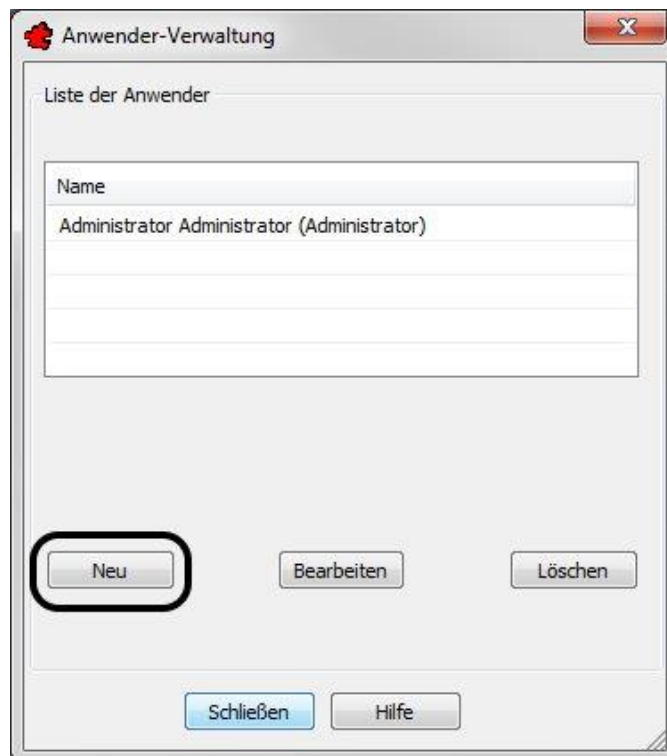 Anwender-Verwaltung
Liste der Anwender
Name
Administrator Administrator (Administrator)
Neu Bearbeiten Löschen
Schließen Hilfe